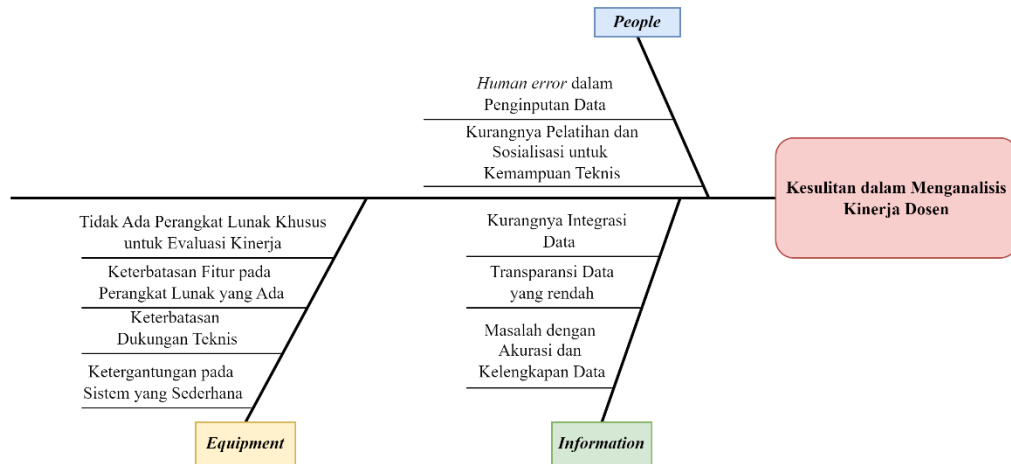 People
Human error dalam
Penginputan Data
Kurangnya Pelatihan dan
Sosialisasi untuk
Kemampuan Teknis
Kesulitan dalam Menganalisis
Kinerja Dosen
Tidak Ada Perangkat Lunak Khusus
untuk Evaluasi Kinerja
Keterbatasan Fitur pada
Perangkat Lunak yang Ada
Keterbatasan
Dukungan Teknis
Ketergantungan pada
Sistem yang Sederhana
Equipment
Kurangnya Integrasi
Data
Transparansi Data
yang rendah
Masalah dengan
Akurasi dan
Kelengkapan Data
Information